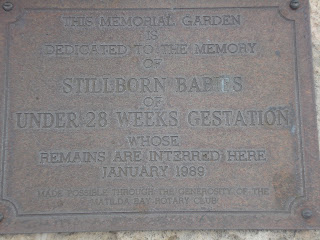 THIS MEMORIAL GARDEN
IS
DEDICATED TO THE MEMORY
OF
STILLBORN BABIES
OF
UNDER 28 WEEKS GESTATION
WHOSE
REMAINS ARE INTERRED HERE
JANUARY 1989
MADE POSSIBLE THROUGH THE GENEROSITY OF THE
MATILDA BAY ROTARY CLUB